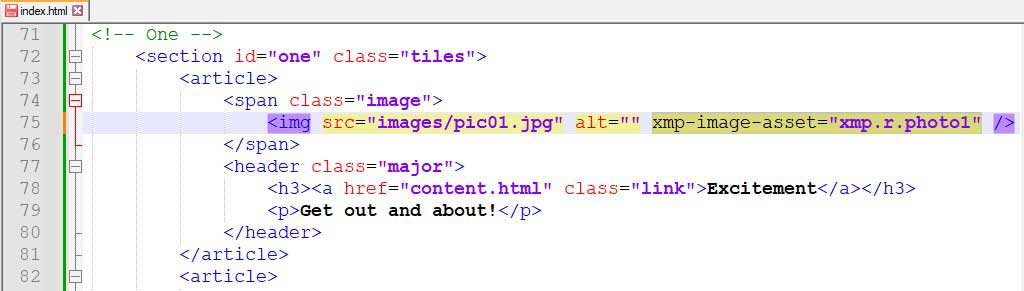 index.html
71 <!-- One -->
72 <section id="one" class="tiles">
73 <article>
74 <span class="image">
75 <img src="images/pic01.jpg" alt="" xmp-image-asset="xmp.r.photo1" />
76 </span>
77 <header class="major">
78 <h3><a href="content.html" class="link">Excitement</a></h3>
79 <p>Get out and about!</p>
80 </header>
81 </article>
82 <article>